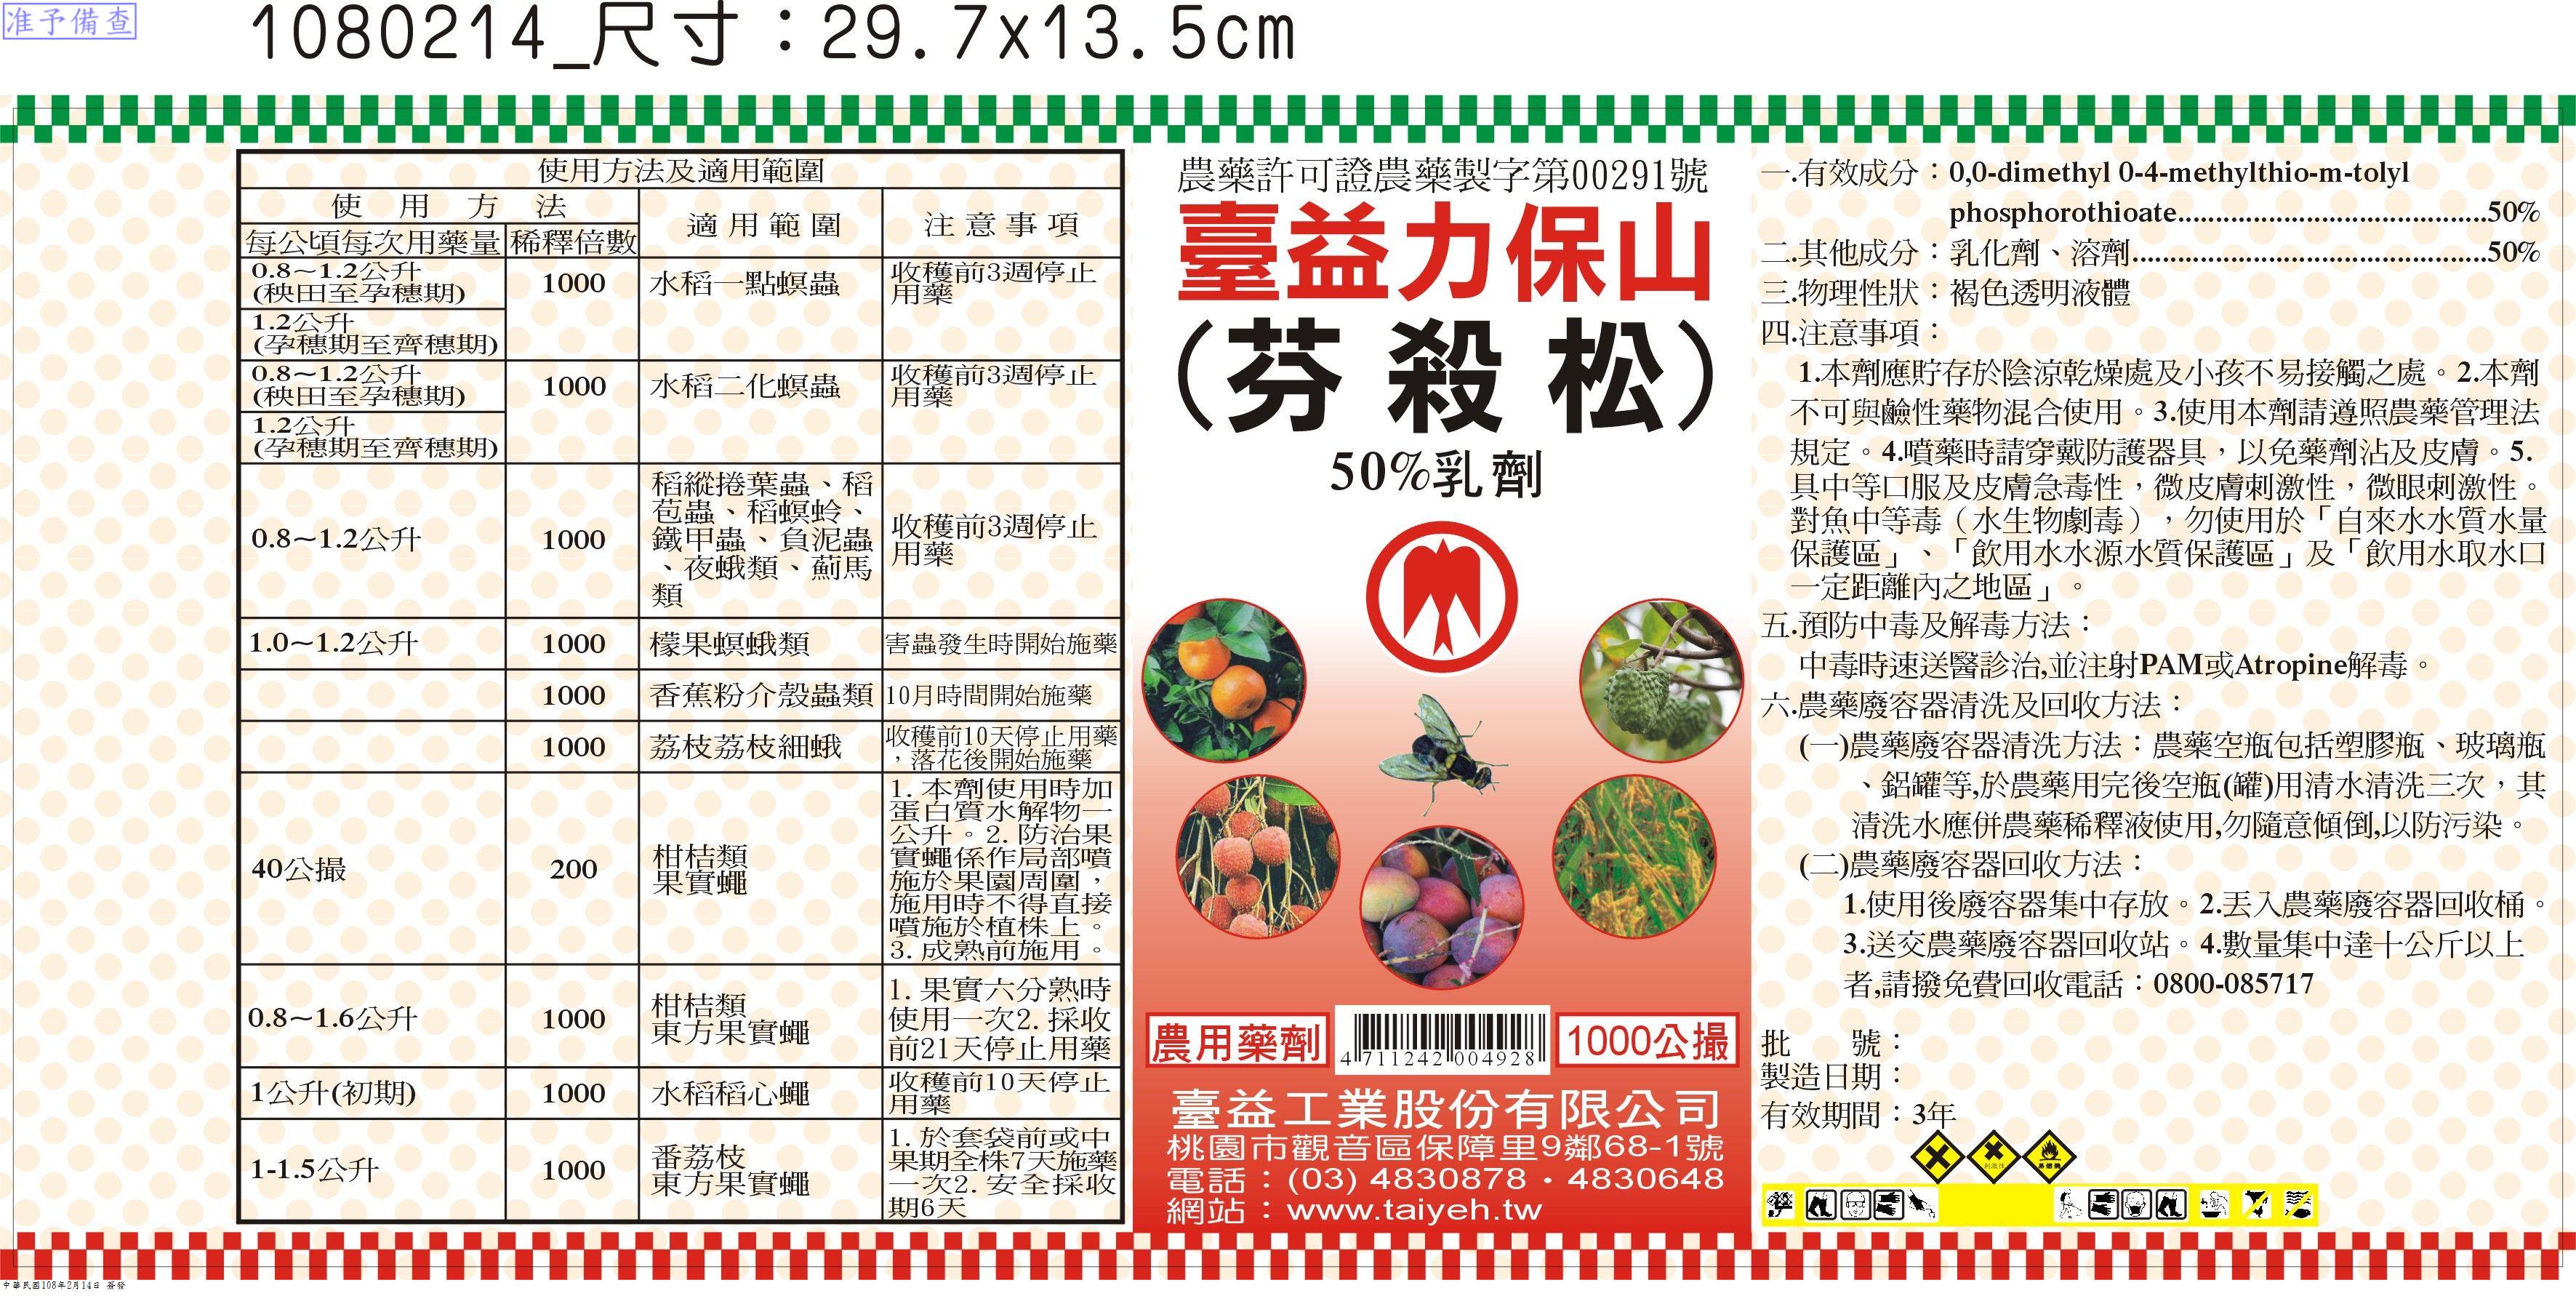 准予備查
1080214_尺寸：29.7x13.5cm
使用方法及適用範圍
使用方法
適用範圍
注意事項
每公頃每次用藥量
稀釋倍數
0.8～1.2公升
(秧田至孕穗期)
1000
水稻一點螟蟲
收穫前3週停止
用藥
1.2公升
(孕穗期至齊穗期)
0.8～1.2公升
(秧田至孕穗期)
1000
水稻二化螟蟲
收穫前3週停止
用藥
1.2公升
(孕穗期至齊穗期)
0.8～1.2公升
1000
稻縱捲葉蟲、稻
苞蟲、稻螟蛉、
鐵甲蟲、負泥蟲
、夜蛾類、薊馬
類
收穫前3週停止
用藥
1.0～1.2公升
1000
檬果螟蛾類
害蟲發生時開始施藥
1000
香蕉粉介殼蟲類
10月時間開始施藥
1000
荔枝荔枝細蛾
收穫前10天停止用藥
，落花後開始施藥
40公撮
200
柑桔類
果實蠅
1.本劑使用時加
蛋白質水解物一
公升。2.防治果
實蠅係作局部噴
施於果園周圍，
施用時不得直接
噴施於植株上。
3.成熟前施用。
0.8～1.6公升
1000
柑桔類
東方果實蠅
1.果實六分熟時
使用一次2.採收
前21天停止用藥
1公升(初期)
1000
水稻稻心蠅
收穫前10天停止
用藥
1-1.5公升
1000
番荔枝
東方果實蠅
1.於套袋前或中
果期全株7天施藥
一次2.安全採收
期6天
農藥許可證農藥製字第00291號
臺益力保山
(芬殺松)
50%乳劑
農用藥劑
4 711242 004928
1000公撮
臺益工業股份有限公司
桃園市觀音區保障里9鄰68-1號
電話：(03) 4830878・4830648
網站：www.taiyeh.tw
一.有效成分：0,0-dimethyl 0-4-methylthio-m-tolyl
phosphorothioate.........................................50%
二.其他成分：乳化劑、溶劑...............................................50%
三.物理性狀：褐色透明液體
四.注意事項：
1.本劑應貯存於陰涼乾燥處及小孩不易接觸之處。2.本劑
不可與鹼性藥物混合使用。3.使用本劑請遵照農藥管理法
規定。4.噴藥時請穿戴防護器具，以免藥劑沾及皮膚。5.
具中等口服及皮膚急毒性，微皮膚刺激性，微眼刺激性。
對魚中等毒（水生物劇毒），勿使用於「自來水水質水量
保護區」、「飲用水水源水質保護區」及「飲用水取水口
一定距離內之地區」。
五.預防中毒及解毒方法：
中毒時速送醫診治,並注射PAM或Atropine解毒。
六.農藥廢容器清洗及回收方法：
(一)農藥廢容器清洗方法：農藥空瓶包括塑膠瓶、玻璃瓶
、鋁罐等,於農藥用完後空瓶(罐)用清水清洗三次，其
清洗水應併農藥稀釋液使用,勿隨意傾倒,以防污染。
(二)農藥廢容器回收方法：
1.使用後廢容器集中存放。2.丟入農藥廢容器回收桶。
3.送交農藥廢容器回收站。4.數量集中達十公斤以上
者,請撥免費回收電話：0800-085717
批　　號：
製造日期：
有效期間：3年
刺激性
易燃物
中華民國108年2月14日 簽發